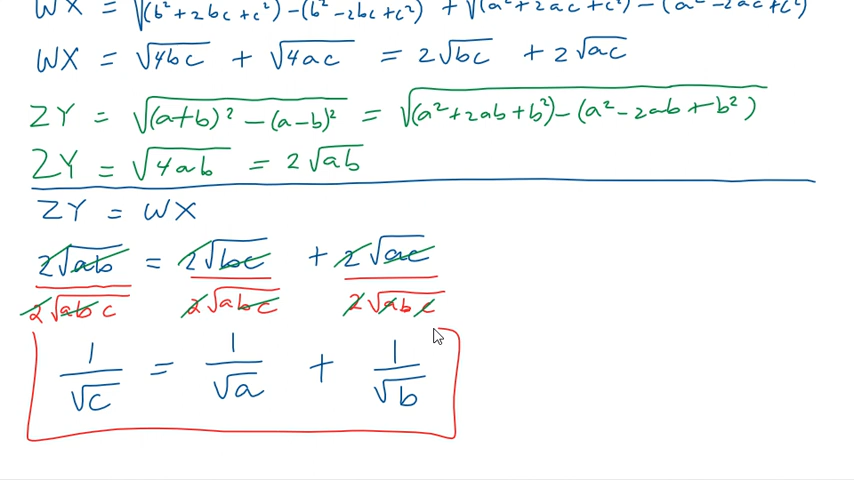 WX = √(b²+2bc+c²)-(b²-2bc+c²) + √(a²+2ac+c²)-(a²-2ac+c²)
WX = √4bc + √4ac = 2√bc + 2√ac
ZY = √(a+b)²-(a-b)² = √(a²+2ab+b²)-(a²-2ab+b²)
ZY = √4ab = 2√ab
ZY = WX
2√ab = 2√bc + 2√ac
2√abc 2√abc 2√abc
1 1 1
= +
√c √a √b